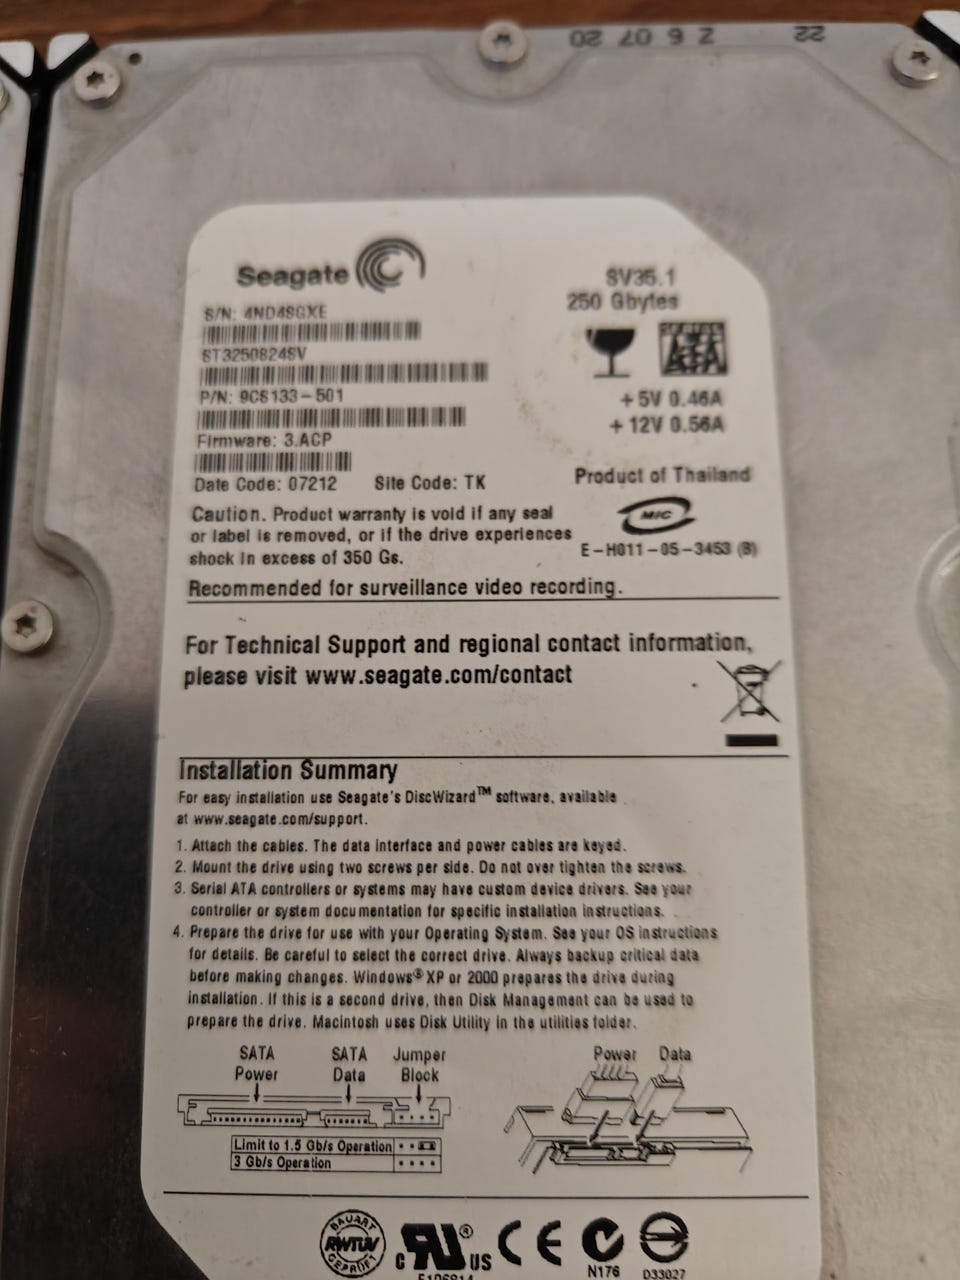 22 2 6 07 20
Seagate
SV35.1
250 Gbytes
S/N: 4ND4SGXE
ST3250824SV
P/N: 9CS133-501
Firmware: 3.ACP
Date Code: 07212 Site Code: TK
SERIAL
ATA
+5V 0.46A
+12V 0.56A
Product of Thailand
MIC
E-H011-05-3453 (B)
Caution. Product warranty is void if any seal
or label is removed, or if the drive experiences
shock in excess of 350 Gs.
Recommended for surveillance video recording.
For Technical Support and regional contact information,
please visit www.seagate.com/contact
Installation Summary
For easy installation use Seagate's DiscWizard™ software, available
at www.seagate.com/support.
1. Attach the cables. The data interface and power cables are keyed.
2. Mount the drive using two screws per side. Do not over tighten the screws.
3. Serial ATA controllers or systems may have custom device drivers. See your
controller or system documentation for specific installation instructions.
4. Prepare the drive for use with your Operating System. See your OS instructions
for details. Be careful to select the correct drive. Always backup critical data
before making changes. Windows® XP or 2000 prepares the drive during
installation. If this is a second drive, then Disk Management can be used to
prepare the drive. Macintosh uses Disk Utility in the utilities folder.
SATA Power
SATA Data
Jumper Block
Power Data
Limit to 1.5 Gb/s Operation
3 Gb/s Operation
BAUART
RWTÜV
GEPRÜFT
c RU ® US
CE
N176
D33027